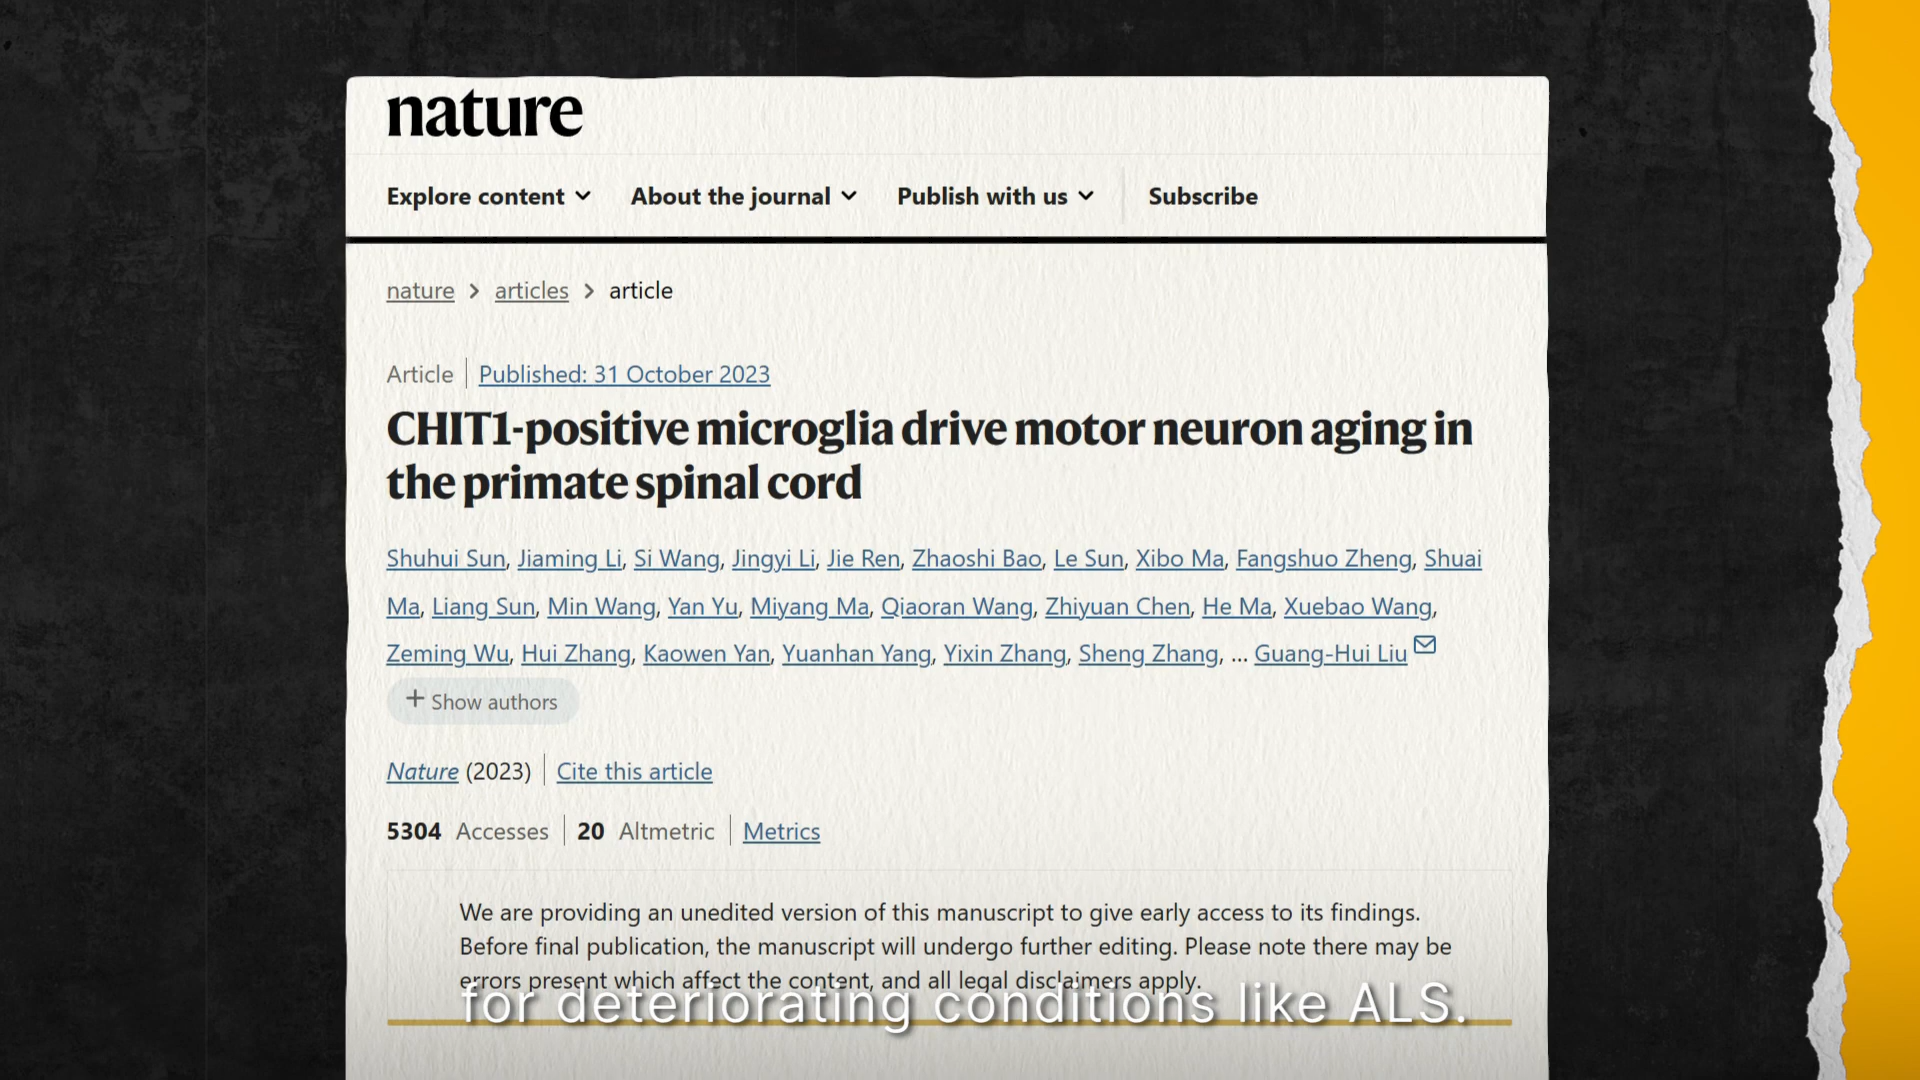 nature
Explore content About the journal Publish with us Subscribe
nature > articles > article
Article | Published: 31 October 2023
CHIT1-positive microglia drive motor neuron aging in
the primate spinal cord
Shuhui Sun, Jiaming Li, Si Wang, Jingyi Li, Jie Ren, Zhaoshi Bao, Le Sun, Xibo Ma, Fangshuo Zheng, Shuai
Ma, Liang Sun, Min Wang, Yan Yu, Miyang Ma, Qiaoran Wang, Zhiyuan Chen, He Ma, Xuebao Wang,
Zeming Wu, Hui Zhang, Kaowen Yan, Yuanhan Yang, Yixin Zhang, Sheng Zhang, ... Guang-Hui Liu
+ Show authors
Nature (2023) | Cite this article
5304 Accesses | 20 Altmetric | Metrics
We are providing an unedited version of this manuscript to give early access to its findings.
Before final publication, the manuscript will undergo further editing. Please note there may be
errors present which affect the content, and all legal disclaimers apply.
for deteriorating conditions like ALS.